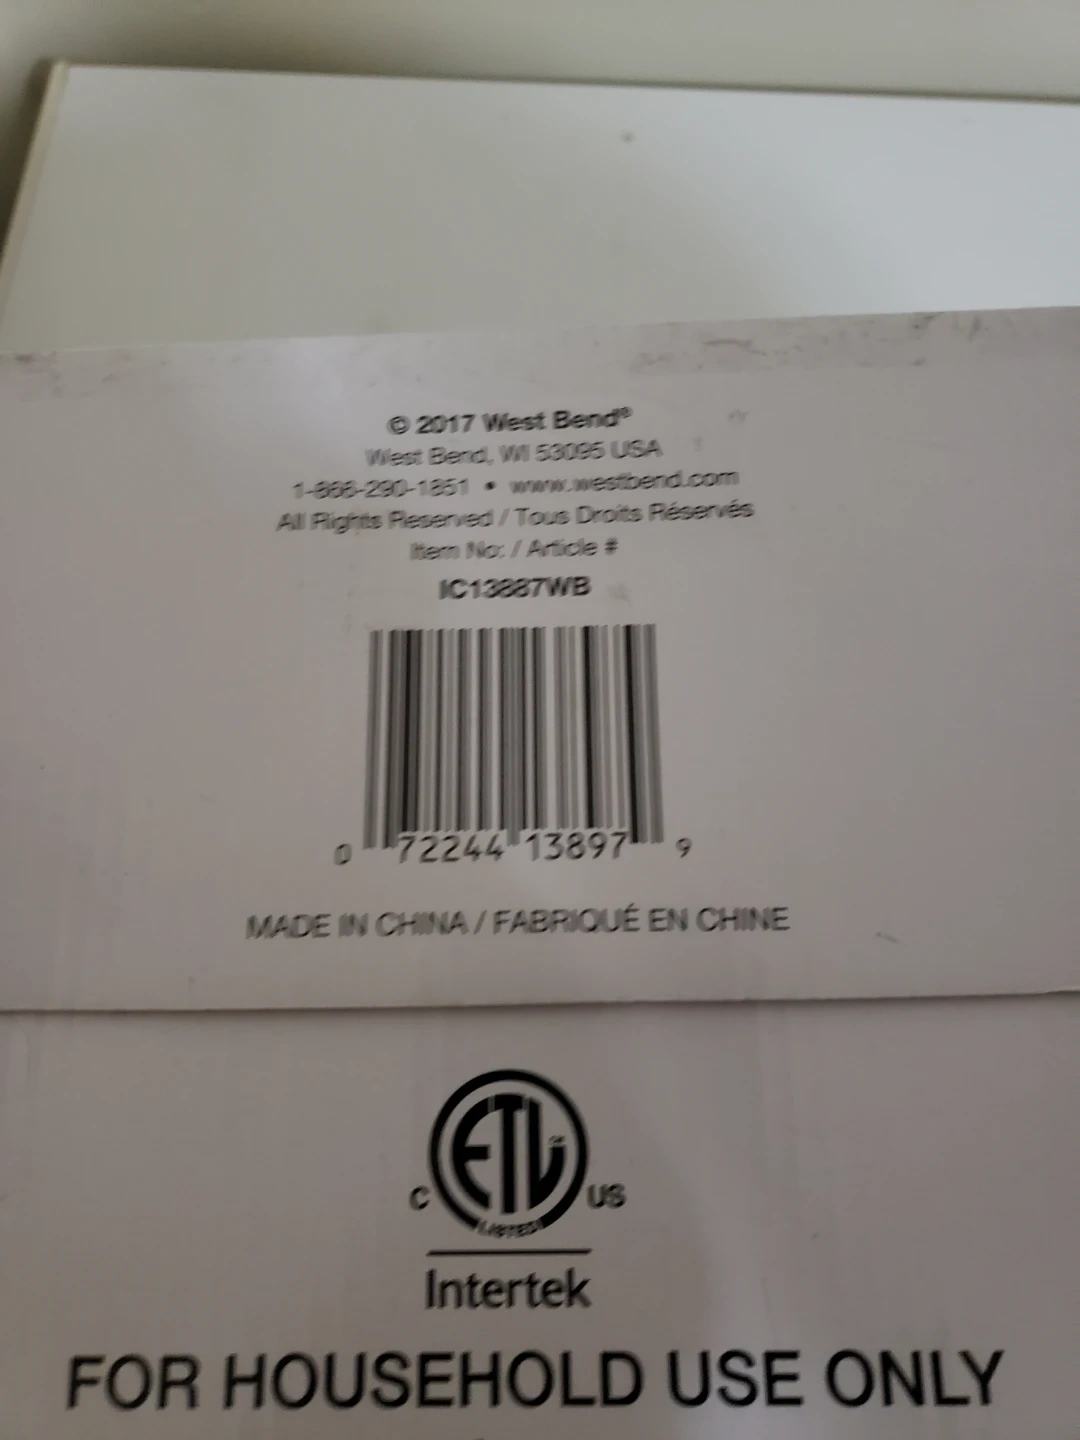 © 2017 West Bend®
West Bend, WI 53095 USA
1-866-290-1851 • www.westbend.com
All Rights Reserved / Tous Droits Réservés
Item No: / Article #
IC13887WB
0 72244 13897 9
MADE IN CHINA / FABRIQUÉ EN CHINE
ETL
C US
LISTED
Intertek
FOR HOUSEHOLD USE ONLY